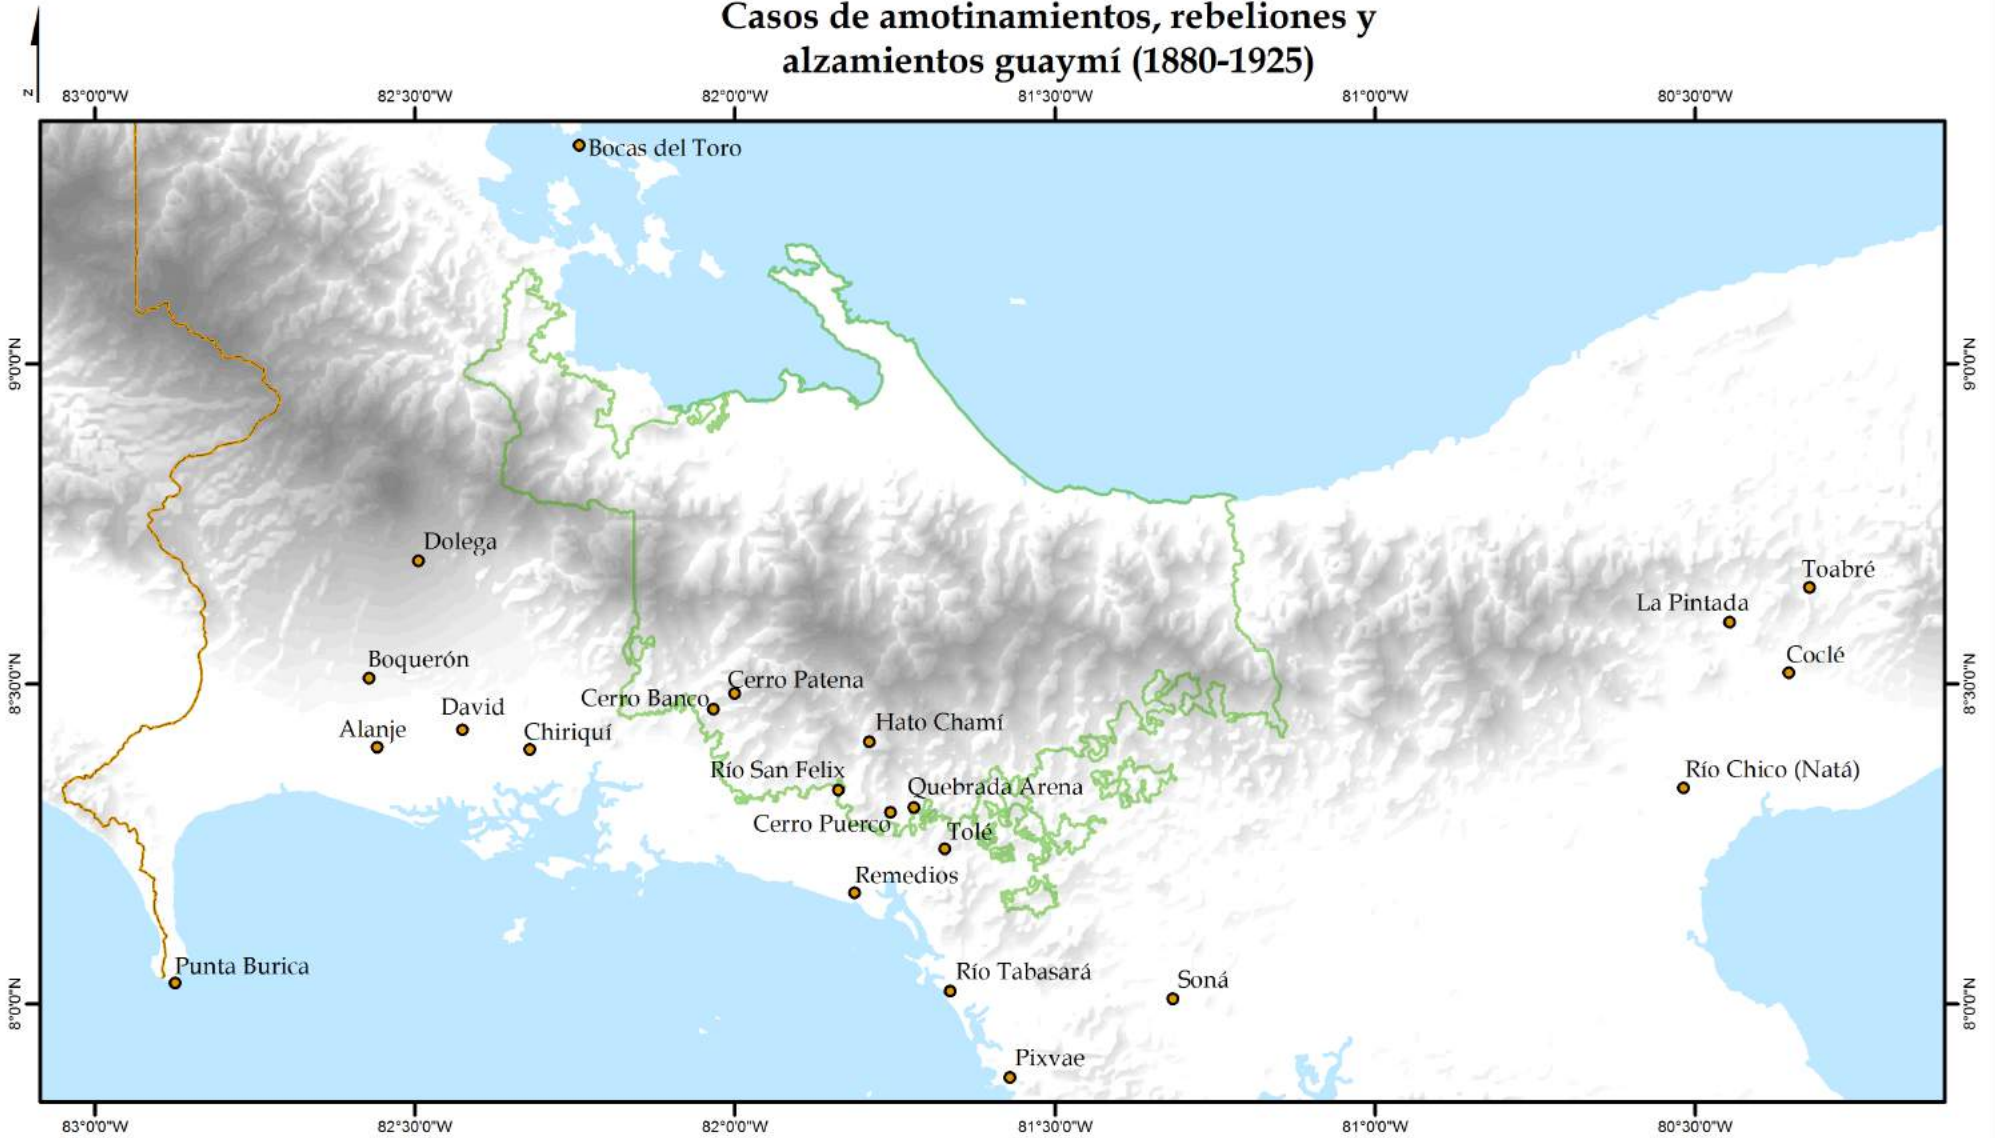 Casos de amotinamientos, rebeliones y
alzamientos guaymí (1880-1925)
z
83°0'0"W
82°30'0"W
82°0'0"W
81°30'0"W
81°0'0"W
80°30'0"W
Bocas del Toro
9°0'0"N
9°0'0"N
Dolega
Toabré
La Pintada
Boquerón
Coclé
8°30'0"N
8°30'0"N
Cerro Patena
Cerro Banco
David
Alanje
Chiriquí
Hato Chamí
Río San Felix
Río Chico (Natá)
Quebrada Arena
Cerro Puerco
Tolé
Remedios
Punta Burica
Río Tabasará
Soná
8°0'0"N
8°0'0"N
Pixvae
83°0'0"W
82°30'0"W
82°0'0"W
81°30'0"W
81°0'0"W
80°30'0"W